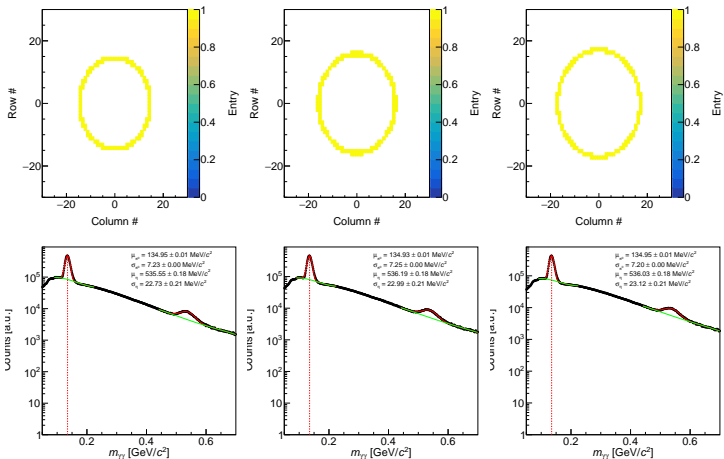 30
20
0
−20
−20
0
20
Row #
Column #
Entry
1
0.8
0.6
0.4
0.2
0
30
20
0
−20
−20
0
20
Row #
Column #
Entry
1
0.8
0.6
0.4
0.2
0
30
20
0
−20
−20
0
20
Row #
Column #
Entry
1
0.8
0.6
0.4
0.2
0
μπ⁰ = 134.95 ± 0.01 MeV/c²
σπ⁰ = 7.23 ± 0.00 MeV/c²
μη = 535.55 ± 0.18 MeV/c²
ση = 22.73 ± 0.21 MeV/c²
10⁵
10⁴
10³
10²
10
1
Counts [a.u.]
0.2
0.4
0.6
mγγ [GeV/c²]
μπ⁰ = 134.93 ± 0.01 MeV/c²
σπ⁰ = 7.25 ± 0.00 MeV/c²
μη = 536.19 ± 0.18 MeV/c²
ση = 22.99 ± 0.21 MeV/c²
10⁵
10⁴
10³
10²
10
1
Counts [a.u.]
0.2
0.4
0.6
mγγ [GeV/c²]
μπ⁰ = 134.95 ± 0.01 MeV/c²
σπ⁰ = 7.20 ± 0.00 MeV/c²
μη = 536.03 ± 0.18 MeV/c²
ση = 23.12 ± 0.21 MeV/c²
10⁵
10⁴
10³
10²
10
1
Counts [a.u.]
0.2
0.4
0.6
mγγ [GeV/c²]